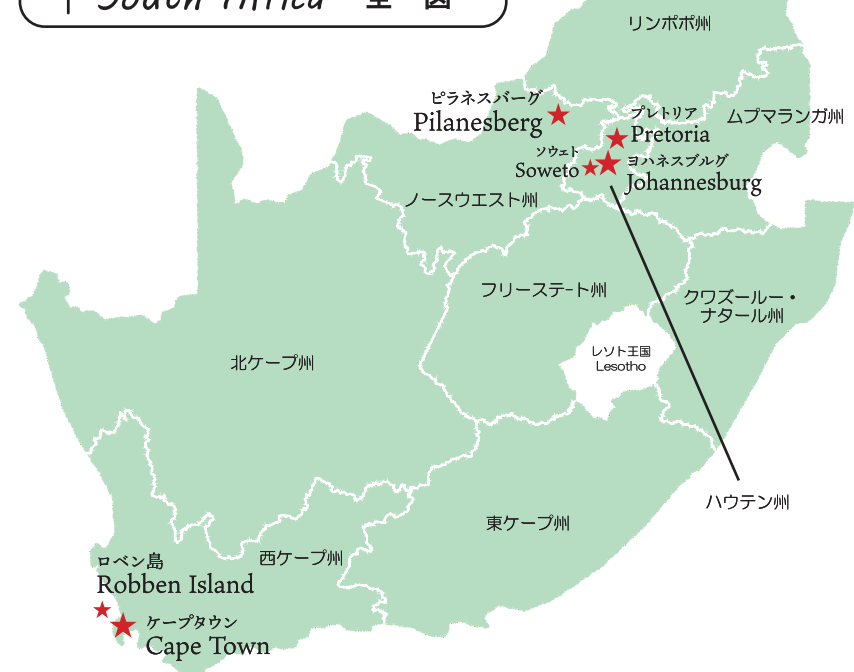 South Africa 全 図
リンポポ州
ピラネスバーグ
Pilanesberg
プレトリア
Pretoria
ムプマランガ州
ソウェト
Soweto
ヨハネスブルグ
Johannesburg
ノースウエスト州
フリーステート州
クワズールー・
ナタール州
レソト王国
Lesotho
北ケープ州
ハウテン州
東ケープ州
西ケープ州
ロベン島
Robben Island
ケープタウン
Cape Town